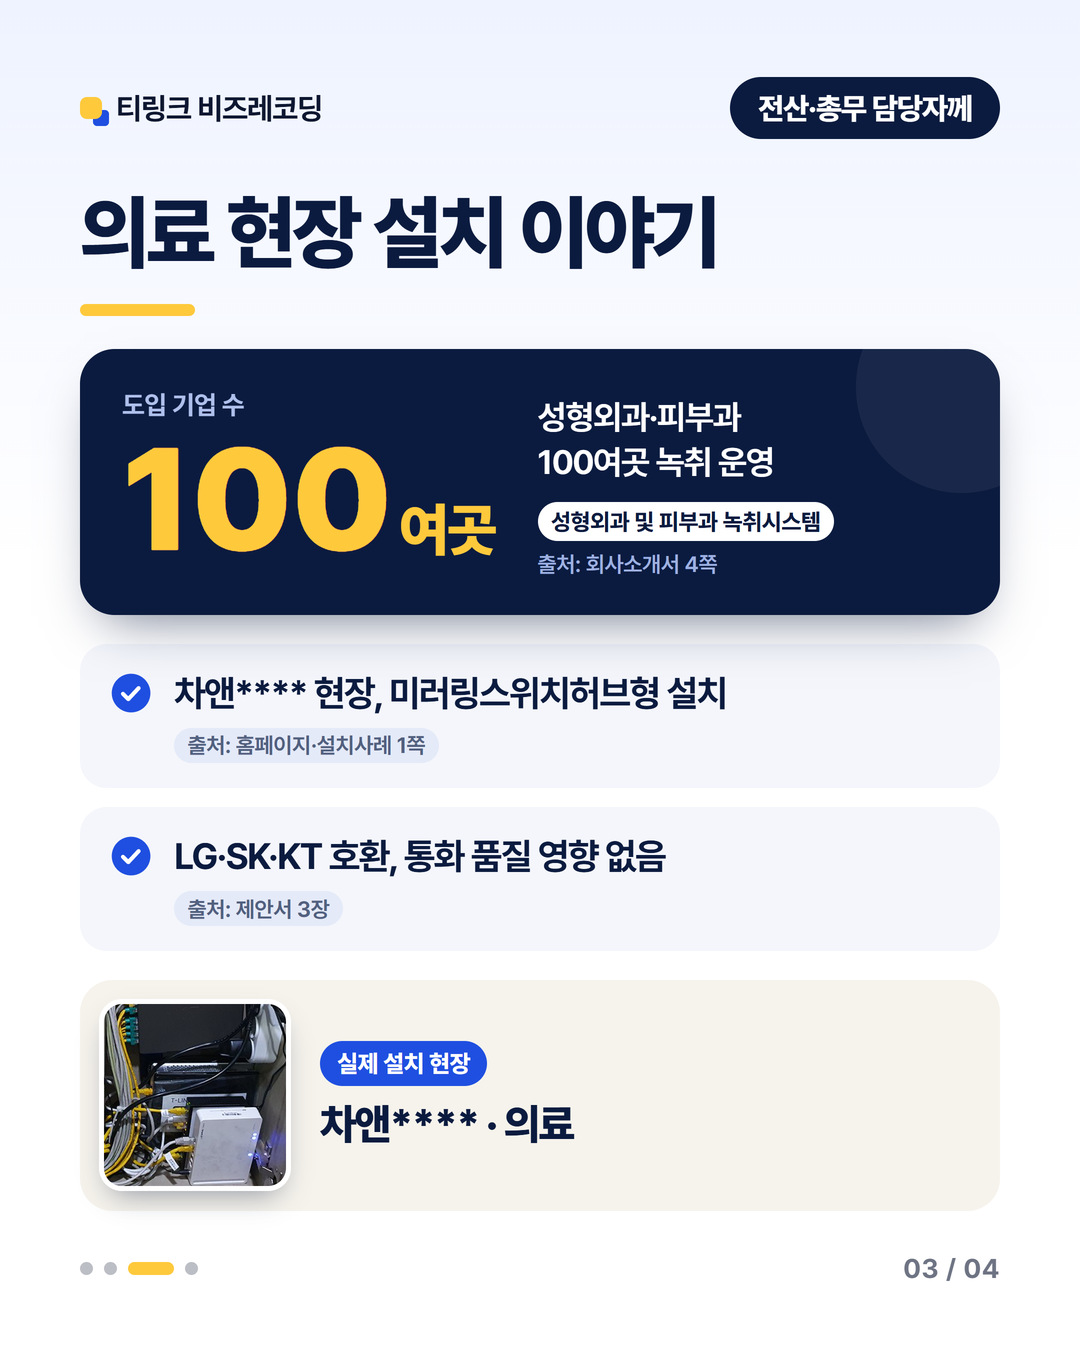 티링크 비즈레코딩
전산·총무 담당자께
의료 현장 설치 이야기
도입 기업 수
100여곳
성형외과·피부과
100여곳 녹취 운영
성형외과 및 피부과 녹취시스템
출처: 회사소개서 4쪽
차앤**** 현장, 미러링스위치허브형 설치
출처: 홈페이지·설치사례 1쪽
LG·SK·KT 호환, 통화 품질 영향 없음
출처: 제안서 3장
실제 설치 현장
차앤**** · 의료
03 / 04